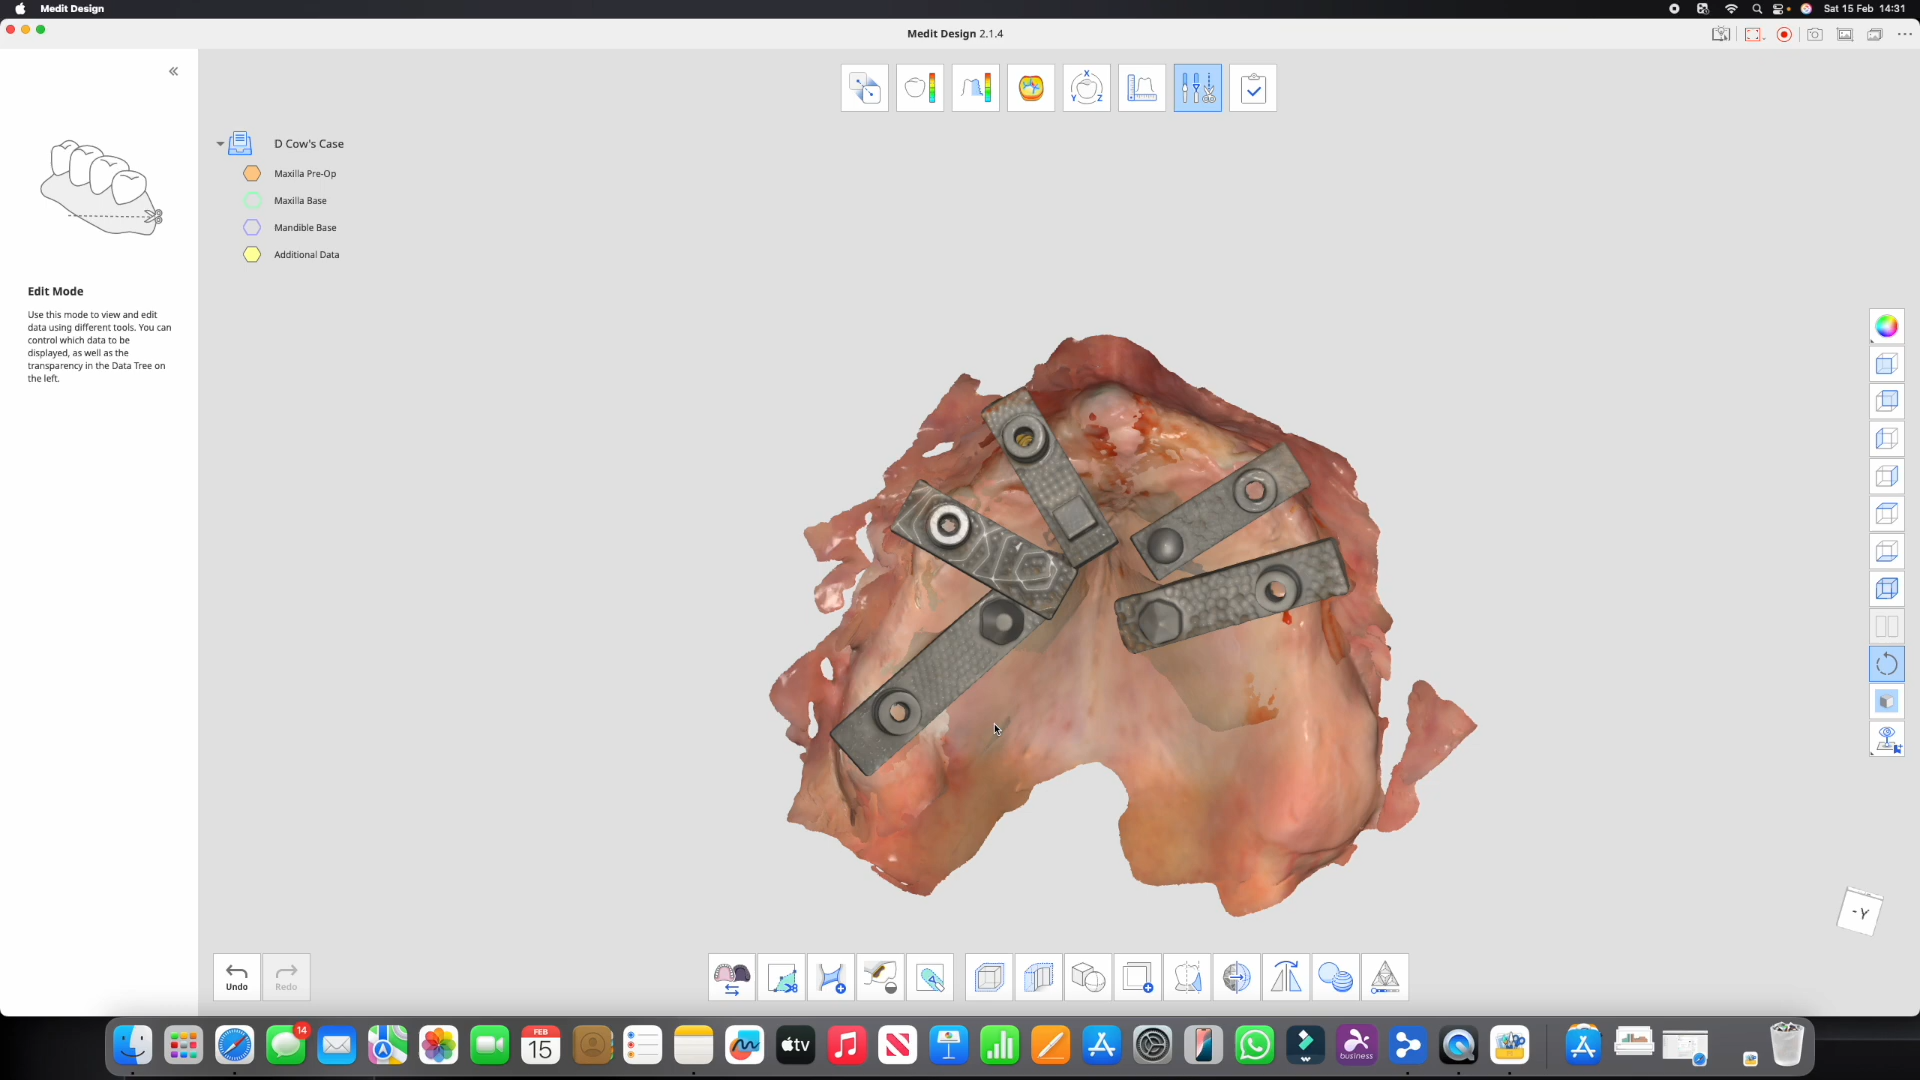 Medit Design
Sat 15 Feb 14:31
Medit Design 2.1.4
X
Y
Z
D Cow's Case
Maxilla Pre-Op
Maxilla Base
Mandible Base
Additional Data
Edit Mode
Use this mode to view and edit
data using different tools. You can
control which data to be
displayed, as well as the
transparency in the Data Tree on
the left.
-Y
Undo
Redo
14
FEB
15
tv
business